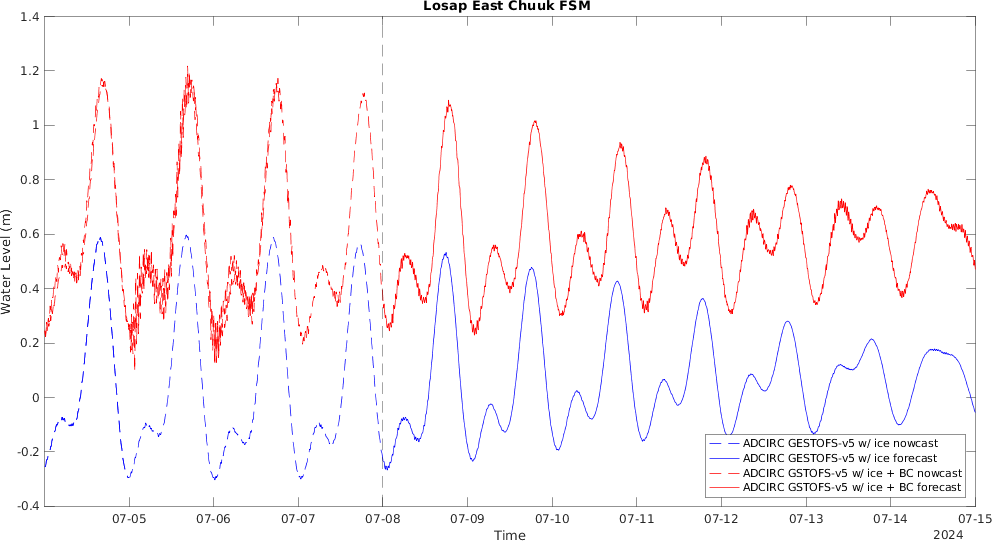 Losap East Chuuk FSM
1.4
1.2
1
0.8
0.6
0.4
0.2
0
-0.2
-0.4
Water Level (m)
07-05 07-06 07-07 07-08 07-09 07-10 07-11 07-12 07-13 07-14 07-15
Time
2024
ADCIRC GESTOFS-v5 w/ ice nowcast
ADCIRC GESTOFS-v5 w/ ice forecast
ADCIRC GSTOFS-v5 w/ ice + BC nowcast
ADCIRC GSTOFS-v5 w/ ice + BC forecast